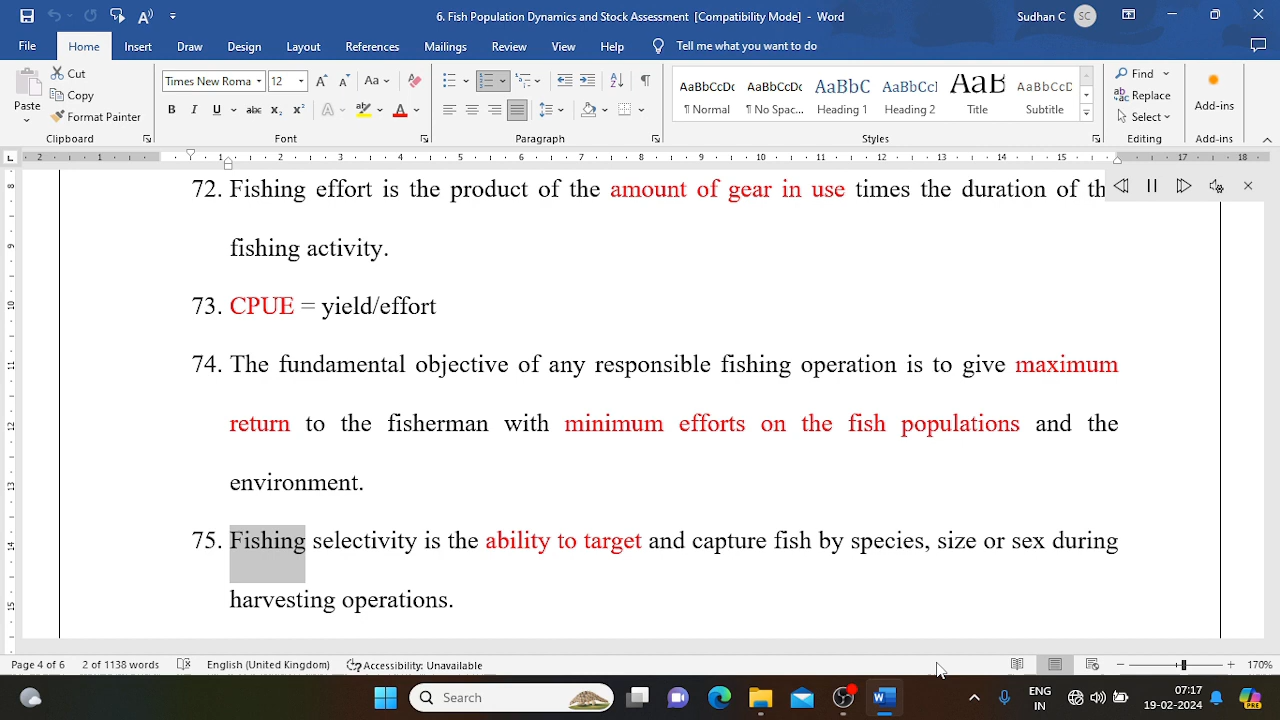 6. Fish Population Dynamics and Stock Assessment [Compatibility Mode] - Word
Sudhan C
SC
File Home Insert Draw Design Layout References Mailings Review View Help Tell me what you want to do
Paste
Cut
Copy
Format Painter
Clipboard
Times New Roma 12
Font
Paragraph
AaBbCcDc AaBbCcDc AaBbC AaBbCcI AaB AaBbCcD
¶ Normal ¶ No Spac... Heading 1 Heading 2 Title Subtitle
Styles
Find
Replace
Select
Editing
Add-ins
Add-ins
72. Fishing effort is the product of the amount of gear in use times the duration of th
fishing activity.
73. CPUE = yield/effort
74. The fundamental objective of any responsible fishing operation is to give maximum
return to the fisherman with minimum efforts on the fish populations and the
environment.
75. Fishing selectivity is the ability to target and capture fish by species, size or sex during
harvesting operations.
Page 4 of 6 2 of 1138 words English (United Kingdom) Accessibility: Unavailable 170%
Search
ENG
IN
07:17
10-02-2024
PRE